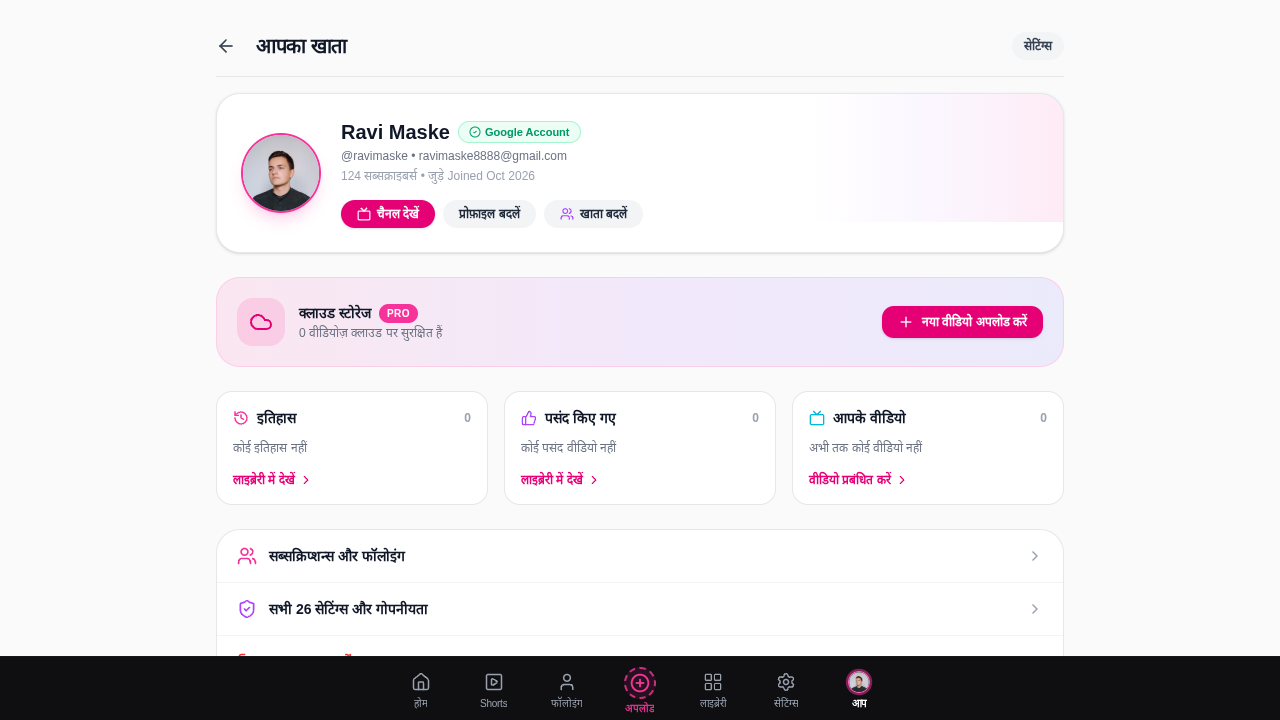 आपका खाता
सेटिंग्स
Ravi Maske
Google Account
@ravimaske • ravimaske8888@gmail.com
124 सब्सक्राइबर्स • जुड़े Joined Oct 2026
चैनल देखें
प्रोफ़ाइल बदलें
खाता बदलें
क्लाउड स्टोरेज PRO
0 वीडियोज़ क्लाउड पर सुरक्षित हैं
नया वीडियो अपलोड करें
इतिहास 0
कोई इतिहास नहीं
लाइब्रेरी में देखें
पसंद किए गए 0
कोई पसंद वीडियो नहीं
लाइब्रेरी में देखें
आपके वीडियो 0
अभी तक कोई वीडियो नहीं
वीडियो प्रबंधित करें
सब्सक्रिप्शन्स और फॉलोइंग
सभी 26 सेटिंग्स और गोपनीयता
होम
Shorts
फॉलोइंग
अपलोड
लाइब्रेरी
सेटिंग्स
आप